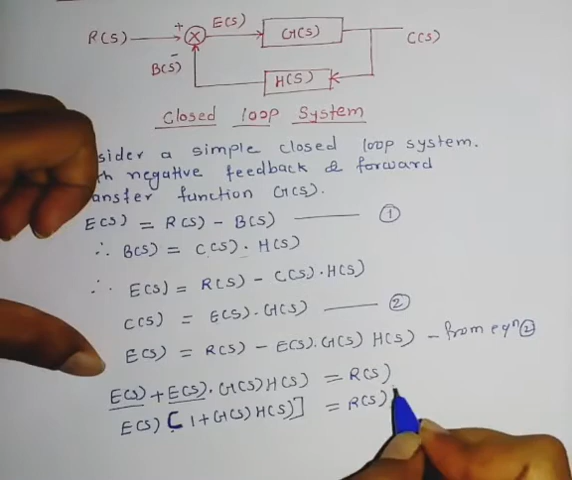 R(S) + E(S) G(S) C(S)
B(S) -
H(S)
Closed loop System
sider a simple closed loop system.
th negative feedback & forward
ansfer function G(S).
E(S) = R(S) - B(S) ——— ①
∴ B(S) = C(S) · H(S)
∴ E(S) = R(S) - C(S) · H(S)
C(S) = E(S) · G(S) ——— ②
E(S) = R(S) - E(S) · G(S) H(S) - from eqn ②
E(S) + E(S) · G(S) H(S) = R(S)
E(S) [1 + G(S) H(S)] = R(S)